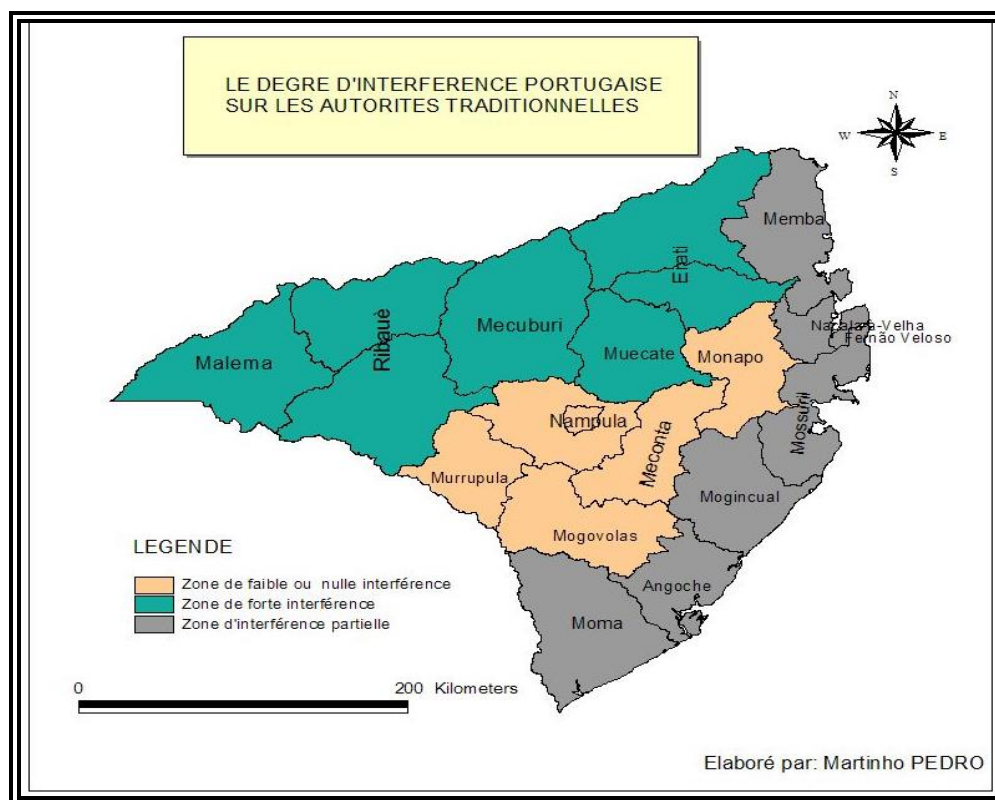 LE DEGRE D'INTERFERENCE PORTUGAISE
SUR LES AUTORITES TRADITIONNELLES
N
W
E
S
Memba
Erati
Nacala-a-Velha
Fernão Veloso
Mecuburi
Ribauè
Malema
Muecate
Monapo
Mossuril
Nampula
Meconta
Murrupula
Mogincual
Mogovolas
Angoche
Moma
LEGENDE
Zone de faible ou nulle interférence
Zone de forte interférence
Zone d'interférence partielle
0
200 Kilometers
Elaboré par: Martinho PEDRO